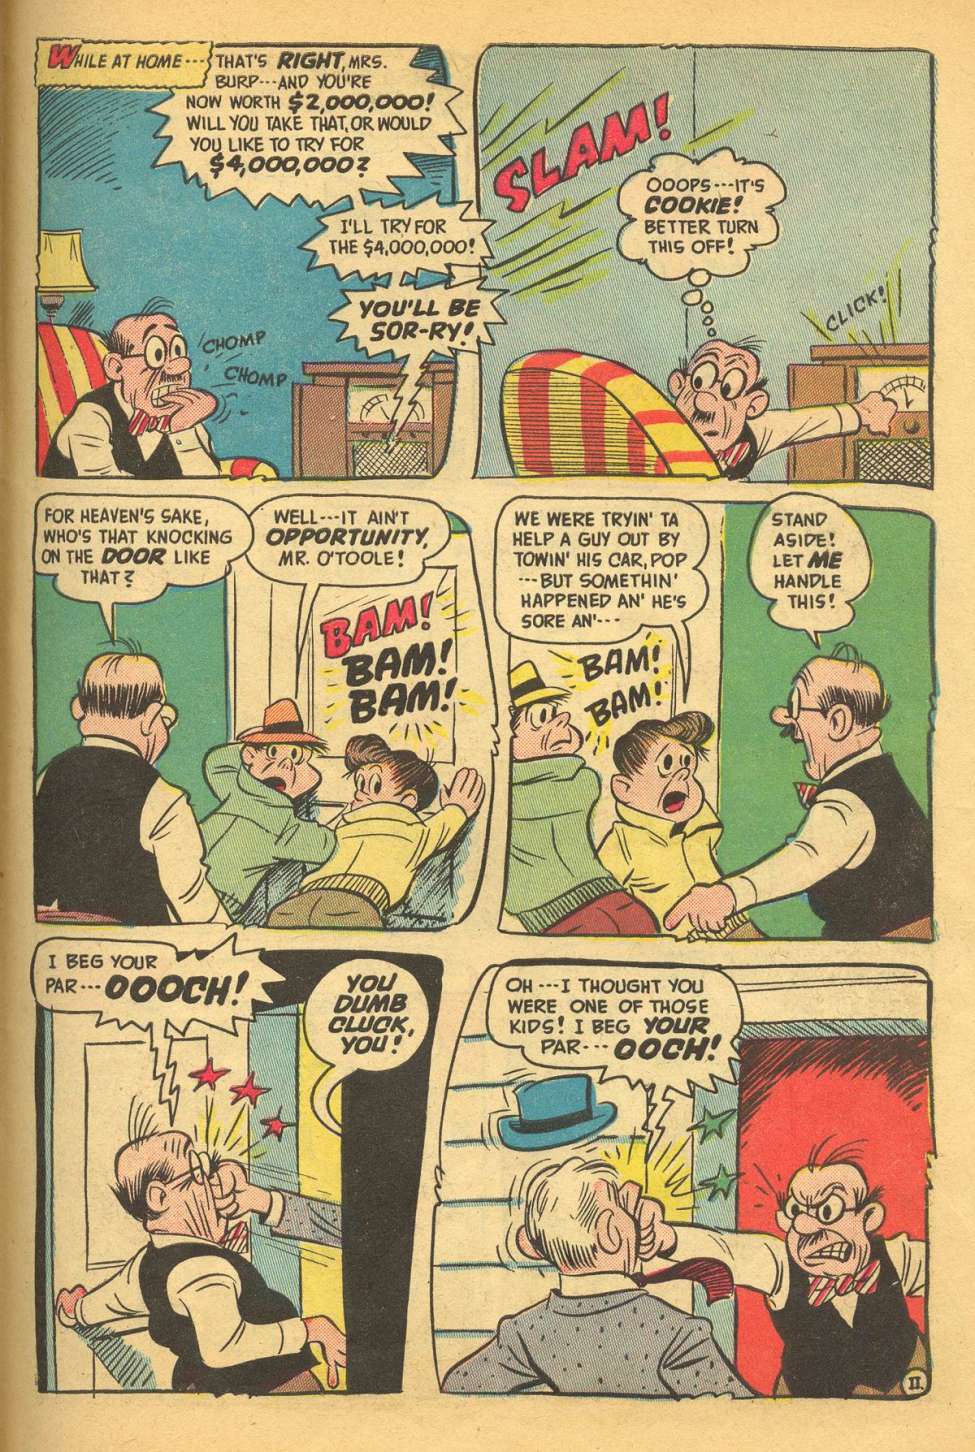 WHILE AT HOME---
THAT'S RIGHT, MRS.
BURP---AND YOU'RE
NOW WORTH $2,000,000!
WILL YOU TAKE THAT, OR WOULD
YOU LIKE TO TRY FOR
$4,000,000?
I'LL TRY FOR
THE $4,000,000!
YOU'LL BE
SOR-RY!
CHOMP
CHOMP
SLAM!
OOOPS---IT'S
COOKIE!
BETTER TURN
THIS OFF!
CLICK!
FOR HEAVEN'S SAKE,
WHO'S THAT KNOCKING
ON THE DOOR LIKE
THAT?
WELL---IT AIN'T
OPPORTUNITY,
MR. O'TOOLE!
BAM!
BAM!
BAM!
WE WERE TRYIN' TA
HELP A GUY OUT BY
TOWIN' HIS CAR, POP
---BUT SOMETHIN'
HAPPENED AN' HE'S
SORE AN'---
BAM!
BAM!
STAND
ASIDE!
LET ME
HANDLE
THIS!
I BEG YOUR
PAR---OOOCH!
YOU
DUMB
CLUCK,
YOU!
OH---I THOUGHT YOU
WERE ONE OF THOSE
KIDS! I BEG YOUR
PAR---OOCH!
11.